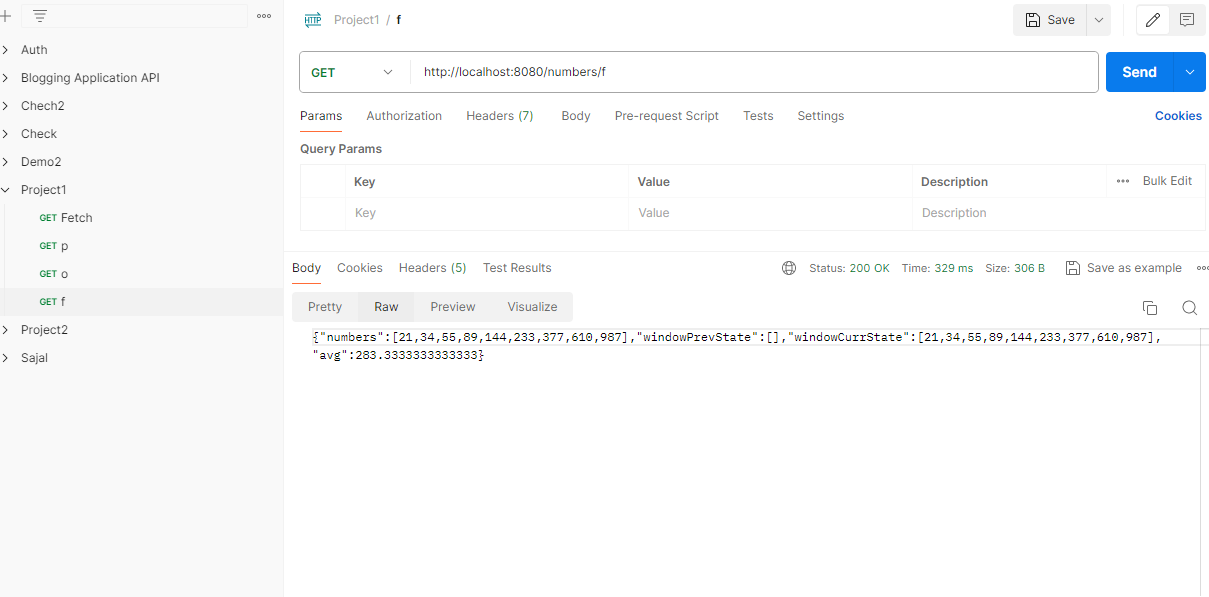 +
Auth
Blogging Application API
Chech2
Check
Demo2
Project1
GET Fetch
GET p
GET o
GET f
Project2
Sajal
HTTP Project1 / f
Save
GET http://localhost:8080/numbers/f
Send
Params Authorization Headers (7) Body Pre-request Script Tests Settings Cookies
Query Params
Key Value Description Bulk Edit
Key Value Description
Body Cookies Headers (5) Test Results Status: 200 OK Time: 329 ms Size: 306 B Save as example
Pretty Raw Preview Visualize
{"numbers":[21,34,55,89,144,233,377,610,987],"windowPrevState":[],"windowCurrState":[21,34,55,89,144,233,377,610,987],
"avg":283.3333333333333}